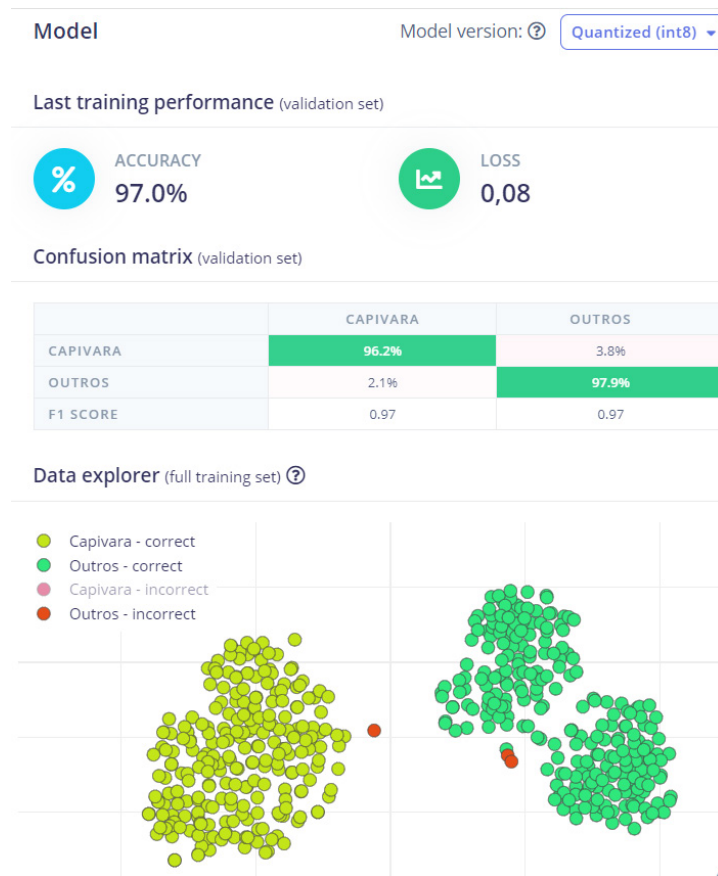 Model Model version: Quantized (int8)
Last training performance (validation set)
% ACCURACY LOSS
97.0% 0,08
Confusion matrix (validation set)
CAPIVARA OUTROS
CAPIVARA 96.2% 3.8%
OUTROS 2.1% 97.9%
F1 SCORE 0.97 0.97
Data explorer (full training set)
Capivara - correct
Outros - correct
Capivara - incorrect
Outros - incorrect